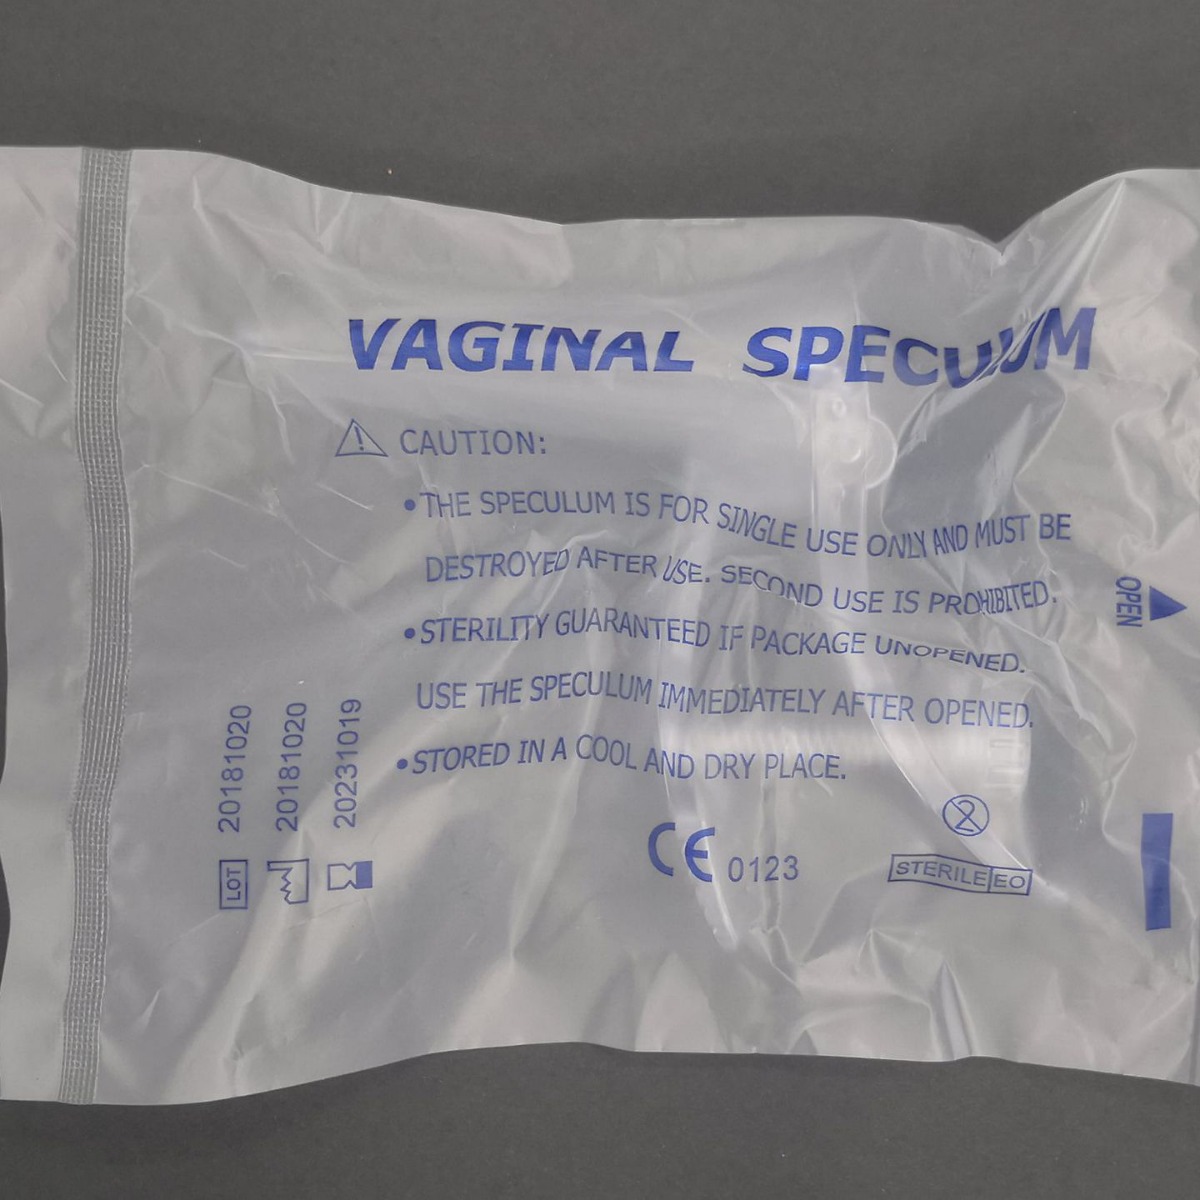 VAGINAL SPECULUM
CAUTION:
•THE SPECULUM IS FOR SINGLE USE ONLY AND MUST BE
DESTROYED AFTER USE. SECOND USE IS PROHIBITED.
•STERILITY GUARANTEED IF PACKAGE UNOPENED.
USE THE SPECULUM IMMEDIATELY AFTER OPENED.
•STORED IN A COOL AND DRY PLACE.
OPEN
LOT 20181020
20181020
20231019
CE 0123
2
STERILE EO